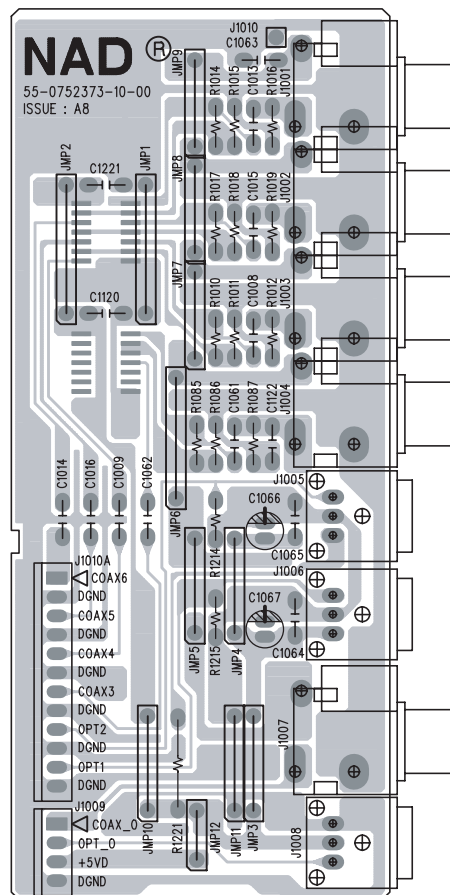 NAD ®
55-0752373-10-00
ISSUE : A8
J1010
C1063
JMP9
R1014
R1015
C1013
R1016
J1001
JMP2
C1221
JMP1
JMP8
R1017
R1018
C1015
R1019
J1002
JMP7
R1010
R1011
C1008
R1012
J1003
C1120
R1085
R1086
C1061
R1087
C1122
J1004
C1014
C1016
C1009
C1062
JMP6
R1214
C1066
C1065
J1005
J1010A
COAX6
DGND
COAX5
DGND
COAX4
DGND
COAX3
DGND
OPT2
DGND
OPT1
DGND
JMP5
R1215
JMP4
C1067
C1064
J1006
J1007
J1009
COAX_O
OPT_O
+5VD
DGND
JMP10
R1221
JMP12
JMP11
JMP3
J1008